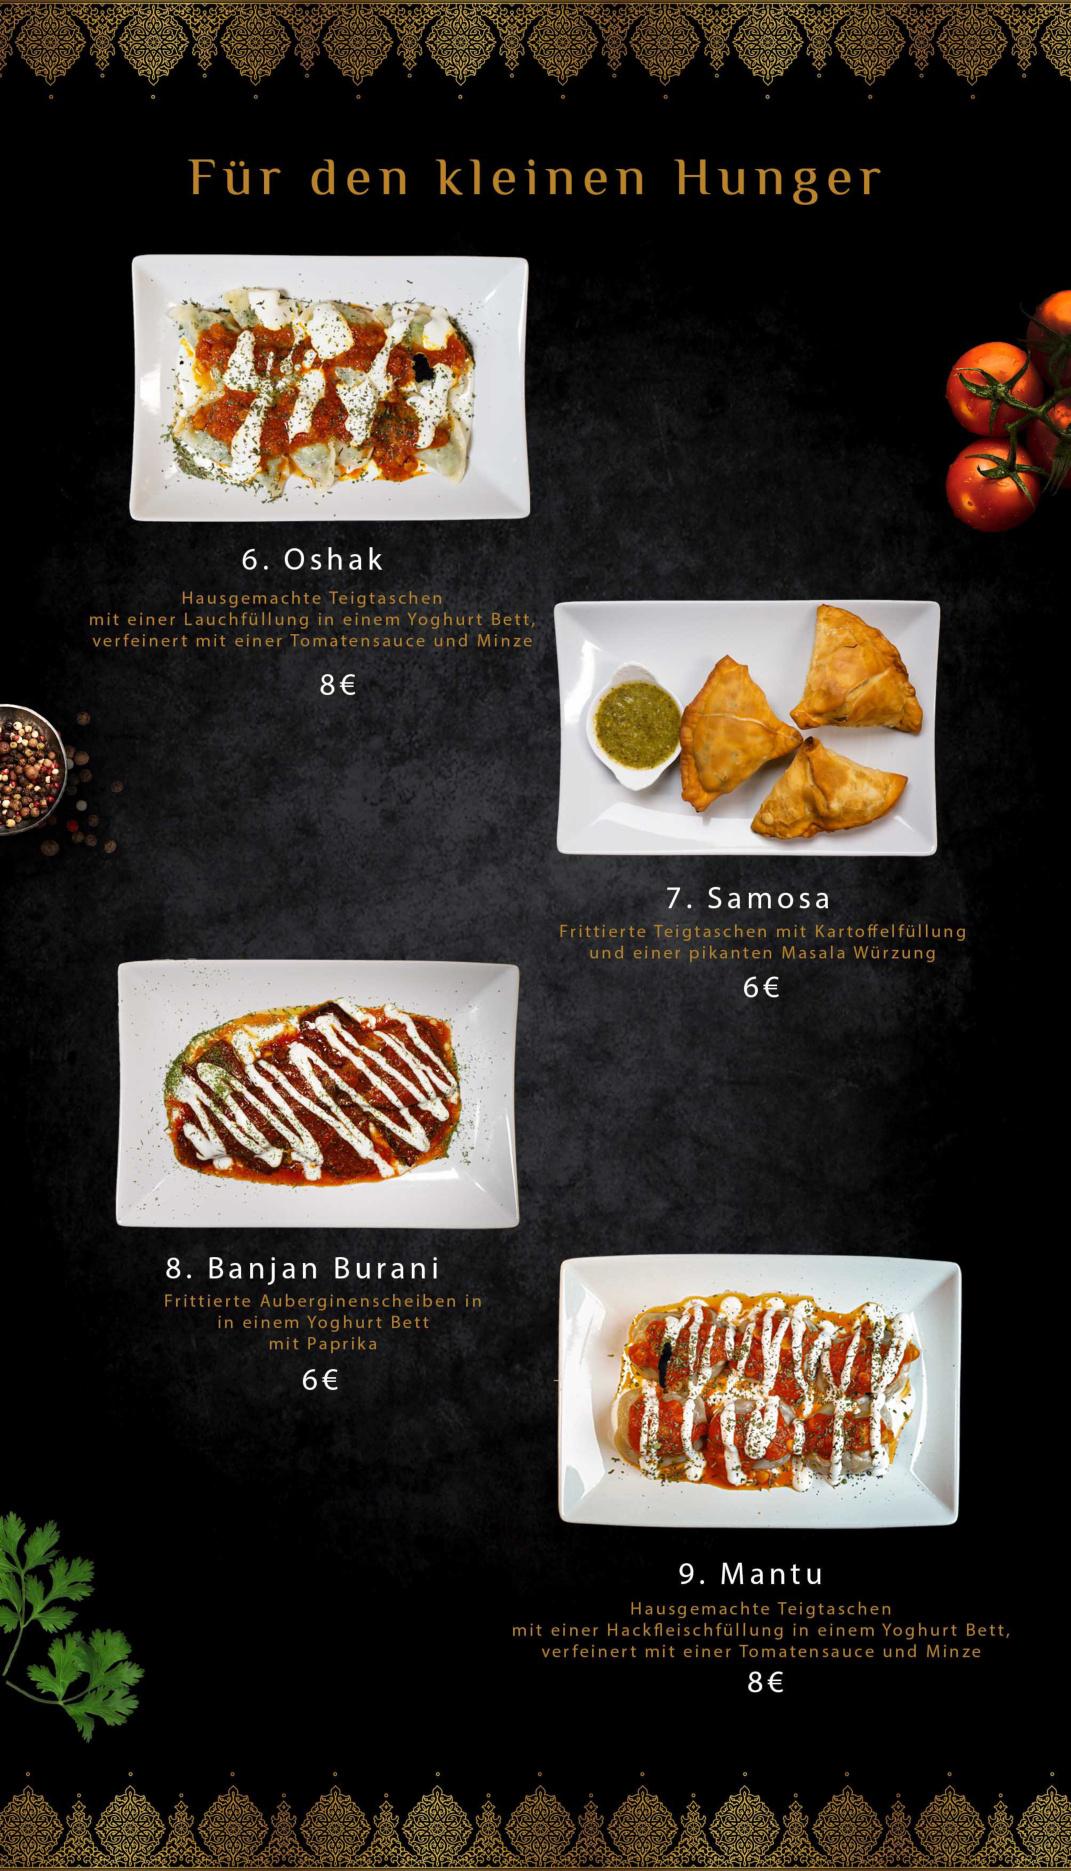 Für den kleinen Hunger
6. Oshak
Hausgemachte Teigtaschen
mit einer Lauchfüllung in einem Yoghurt Bett,
verfeinert mit einer Tomatensauce und Minze
8€
7. Samosa
Frittierte Teigtaschen mit Kartoffelfüllung
und einer pikanten Masala Würzung
6€
8. Banjan Burani
Frittierte Auberginenscheiben in
in einem Yoghurt Bett
mit Paprika
6€
9. Mantu
Hausgemachte Teigtaschen
mit einer Hackfleischfüllung in einem Yoghurt Bett,
verfeinert mit einer Tomatensauce und Minze
8€